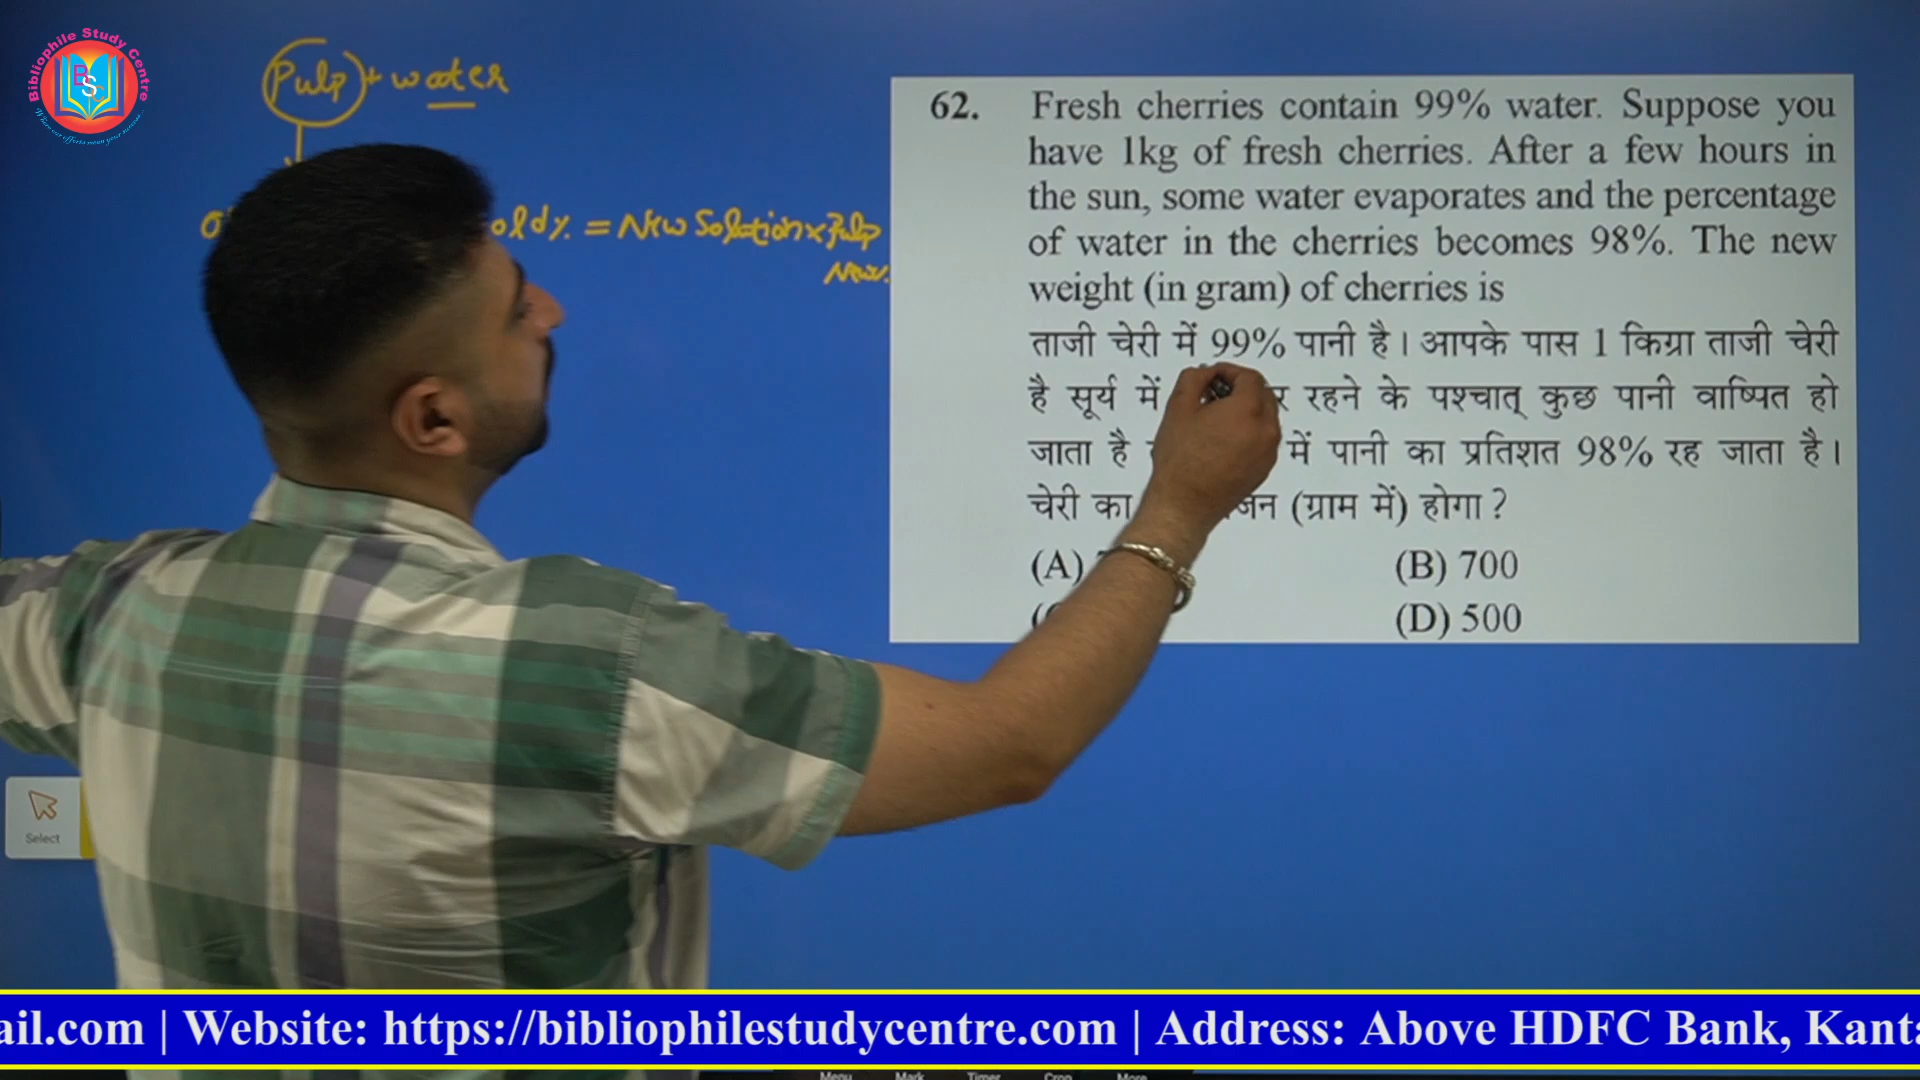 Bibliophile Study Centre
BSC
Pulp + water
old% = New Solution × Pulp
New.
62. Fresh cherries contain 99% water. Suppose you
have 1kg of fresh cherries. After a few hours in
the sun, some water evaporates and the percentage
of water in the cherries becomes 98%. The new
weight (in gram) of cherries is
ताजी चेरी में 99% पानी है। आपके पास 1 किग्रा ताजी चेरी
है सूर्य में रहने के पश्चात् कुछ पानी वाष्पित हो
जाता है में पानी का प्रतिशत 98% रह जाता है।
चेरी का (ग्राम में) होगा ?
(A) (B) 700
(D) 500
Select
ail.com | Website: https://bibliophilestudycentre.com | Address: Above HDFC Bank, Kanta
Menu Mark Timer Crop More